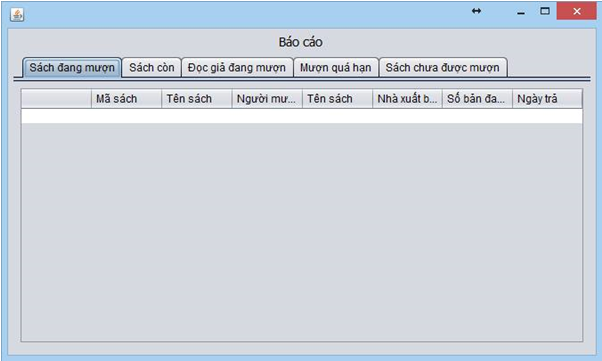 Báo cáo
Sách đang mượn Sách còn Đọc giả đang mượn Mượn quá hạn Sách chưa được mượn
Mã sách Tên sách Người mư... Tên sách Nhà xuất b... Số bản đa... Ngày trả